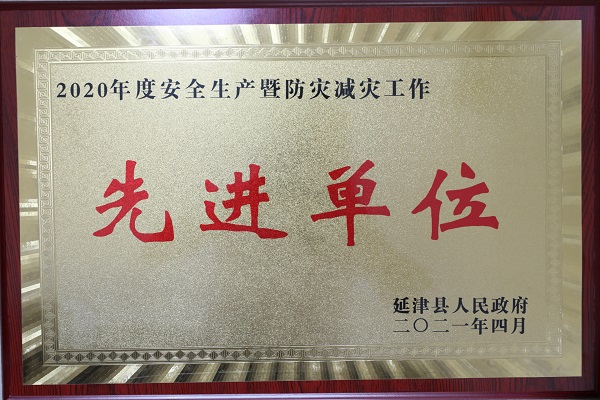 2020年度安全生产暨防灾减灾工作
先进单位
延津县人民政府
二〇二一年四月